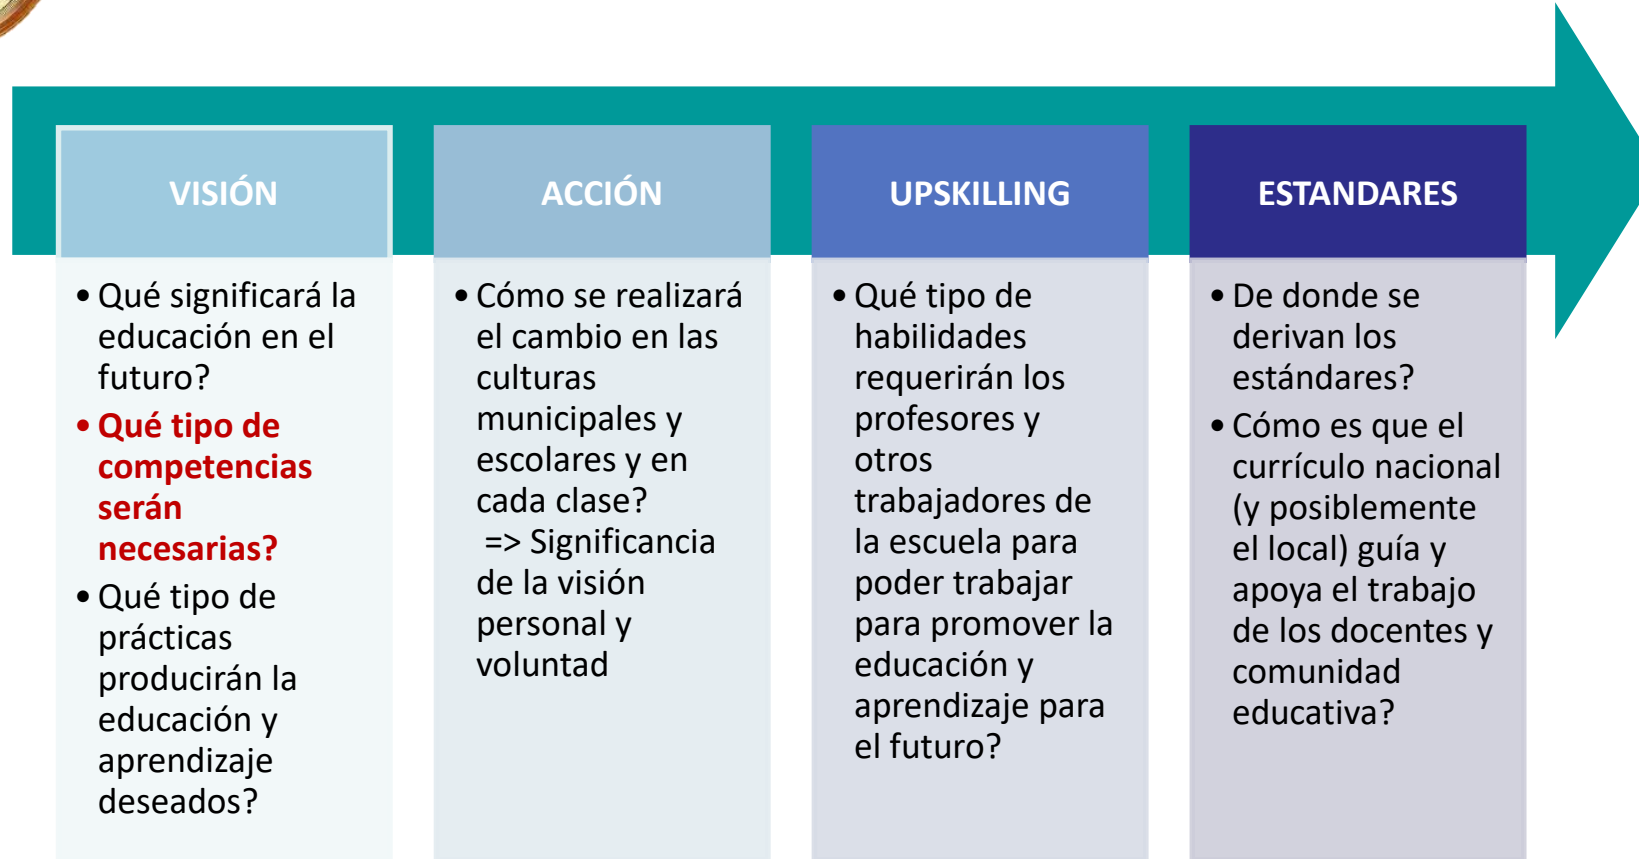 VISIÓN
• Qué significará la
educación en el
futuro?
• Qué tipo de
competencias
serán
necesarias?
• Qué tipo de
prácticas
producirán la
educación y
aprendizaje
deseados?
ACCIÓN
• Cómo se realizará
el cambio en las
culturas
municipales y
escolares y en
cada clase?
=> Significancia
de la visión
personal y
voluntad
UPSKILLING
• Qué tipo de
habilidades
requerirán los
profesores y
otros
trabajadores de
la escuela para
poder trabajar
para promover la
educación y
aprendizaje para
el futuro?
ESTANDARES
• De donde se
derivan los
estándares?
• Cómo es que el
currículo nacional
(y posiblemente
el local) guía y
apoya el trabajo
de los docentes y
comunidad
educativa?